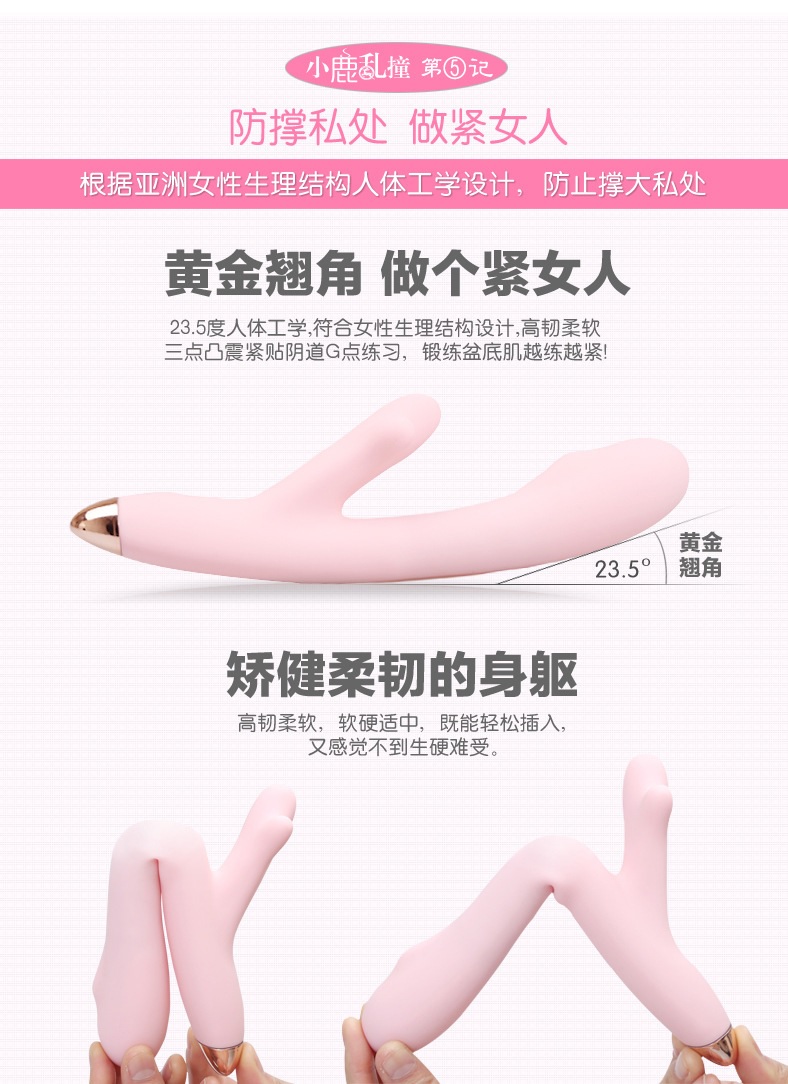 小鹿乱撞 第⑤记
防撑私处 做紧女人
根据亚洲女性生理结构人体工学设计，防止撑大私处
黄金翘角 做个紧女人
23.5度人体工学,符合女性生理结构设计,高韧柔软
三点凸震紧贴阴道G点练习，锻练盆底肌越练越紧!
23.5°
黄金
翘角
矫健柔韧的身躯
高韧柔软，软硬适中，既能轻松插入，
又感觉不到生硬难受。